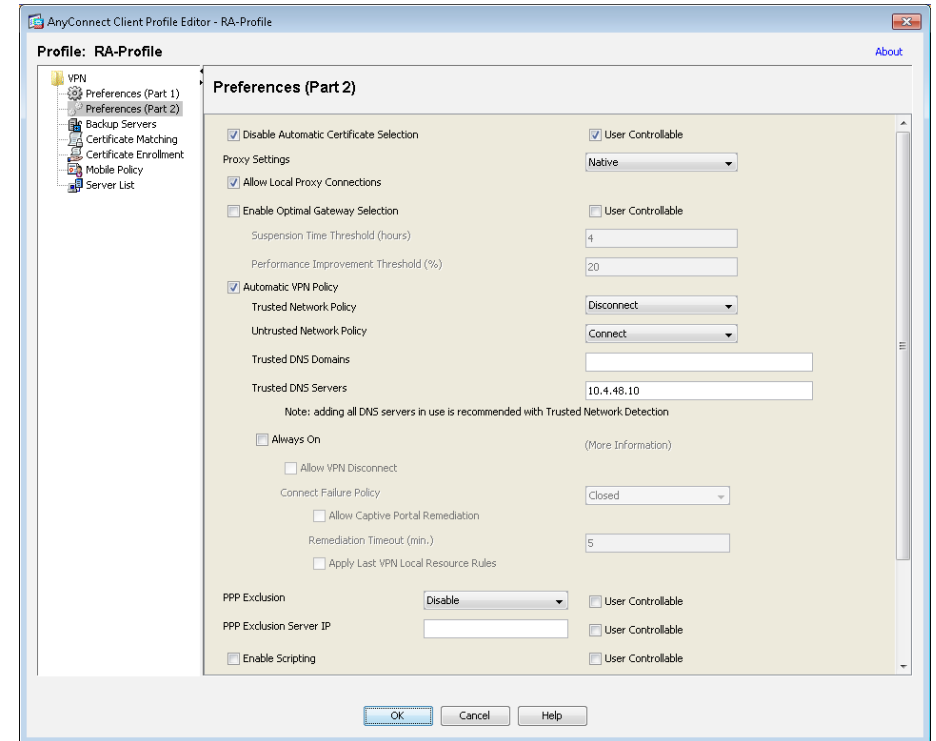 AnyConnect Client Profile Editor - RA-Profile
Profile: RA-Profile
About
VPN
Preferences (Part 1)
Preferences (Part 2)
Backup Servers
Certificate Matching
Certificate Enrollment
Mobile Policy
Server List
Preferences (Part 2)
Disable Automatic Certificate Selection User Controllable
Proxy Settings Native
Allow Local Proxy Connections
Enable Optimal Gateway Selection User Controllable
Suspension Time Threshold (hours) 4
Performance Improvement Threshold (%) 20
Automatic VPN Policy
Trusted Network Policy Disconnect
Untrusted Network Policy Connect
Trusted DNS Domains
Trusted DNS Servers 10.4.48.10
Note: adding all DNS servers in use is recommended with Trusted Network Detection
Always On (More Information)
Allow VPN Disconnect
Connect Failure Policy Closed
Allow Captive Portal Remediation
Remediation Timeout (min.) 5
Apply Last VPN Local Resource Rules
PPP Exclusion Disable User Controllable
PPP Exclusion Server IP User Controllable
Enable Scripting User Controllable
OK Cancel Help